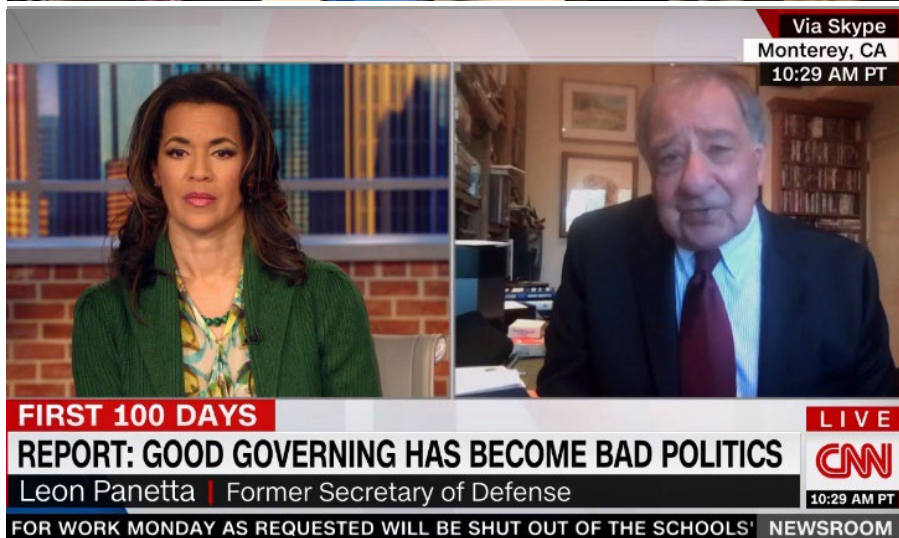 Via Skype
Monterey, CA
10:29 AM PT
FIRST 100 DAYS
REPORT: GOOD GOVERNING HAS BECOME BAD POLITICS
Leon Panetta | Former Secretary of Defense
LIVE
CNN
10:29 AM PT
FOR WORK MONDAY AS REQUESTED WILL BE SHUT OUT OF THE SCHOOLS' NEWSROOM